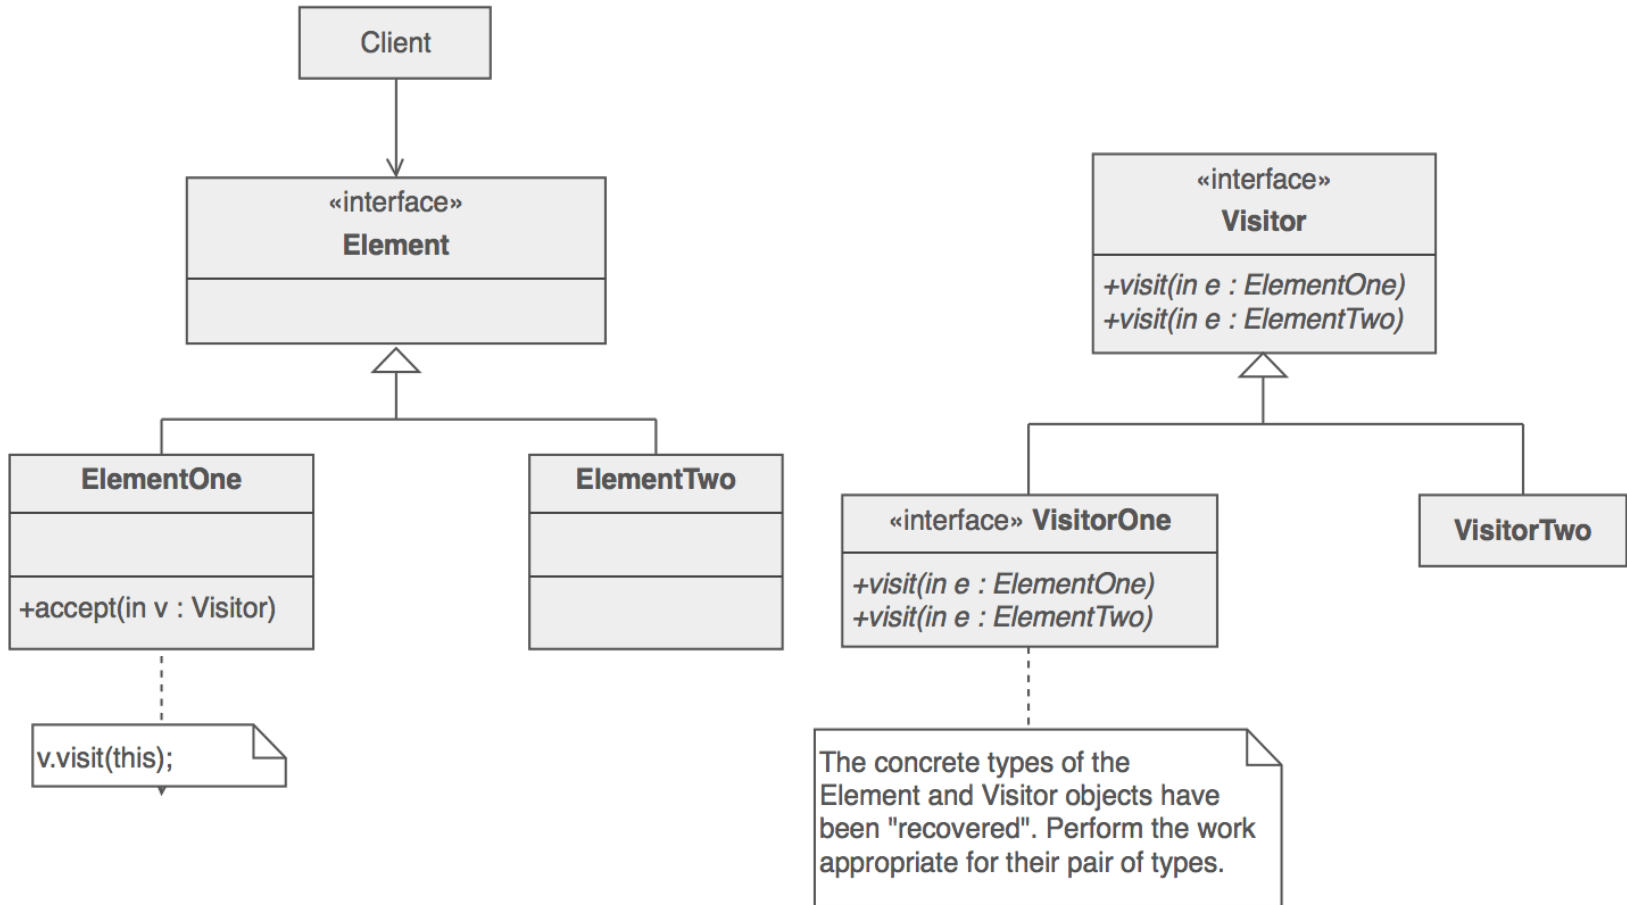 Client
«interface»
Element
ElementOne
+accept(in v : Visitor)
v.visit(this);
ElementTwo
«interface»
Visitor
+visit(in e : ElementOne)
+visit(in e : ElementTwo)
«interface» VisitorOne
+visit(in e : ElementOne)
+visit(in e : ElementTwo)
The concrete types of the
Element and Visitor objects have
been "recovered". Perform the work
appropriate for their pair of types.
VisitorTwo